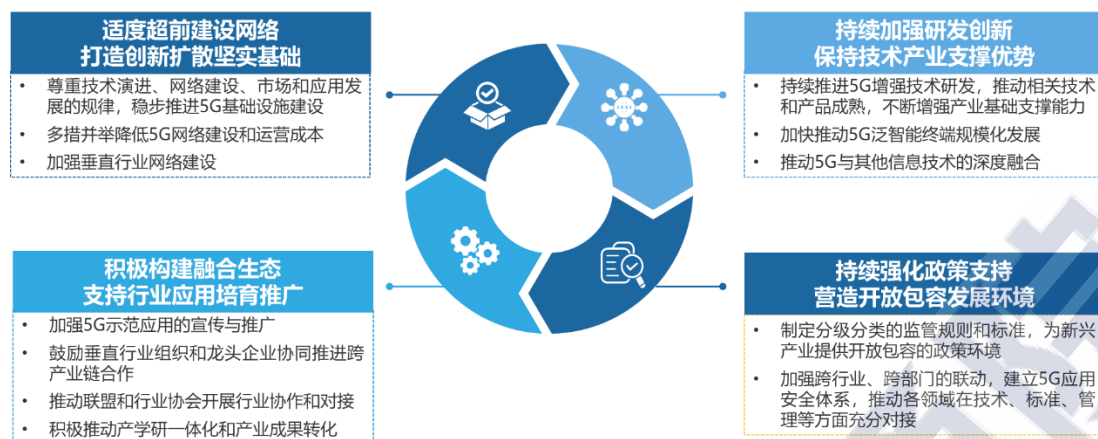 适度超前建设网络
打造创新扩散坚实基础
• 尊重技术演进、网络建设、市场和应用发
展的规律，稳步推进5G基础设施建设
• 多措并举降低5G网络建设和运营成本
• 加强垂直行业网络建设
持续加强研发创新
保持技术产业支撑优势
• 持续推进5G增强技术研发，推动相关技术
和产品成熟，不断增强产业基础支撑能力
• 加快推动5G泛智能终端规模化发展
• 推动5G与其他信息技术的深度融合
积极构建融合生态
支持行业应用培育推广
• 加强5G示范应用的宣传与推广
• 鼓励垂直行业组织和龙头企业协同推进跨
产业链合作
• 推动联盟和行业协会开展行业协作和对接
• 积极推动产学研一体化和产业成果转化
持续强化政策支持
营造开放包容发展环境
• 制定分级分类的监管规则和标准，为新兴
产业提供开放包容的政策环境
• 加强跨行业、跨部门的联动，建立5G应用
安全体系，推动各领域在技术、标准、管
理等方面充分对接